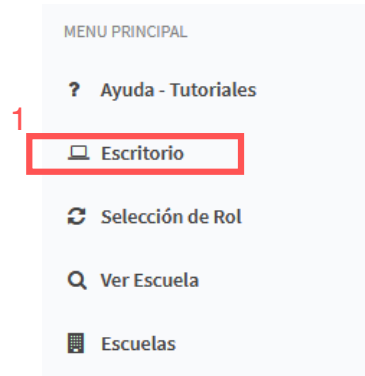 MENU PRINCIPAL
? Ayuda - Tutoriales
1
Escritorio
Selección de Rol
Ver Escuela
Escuelas